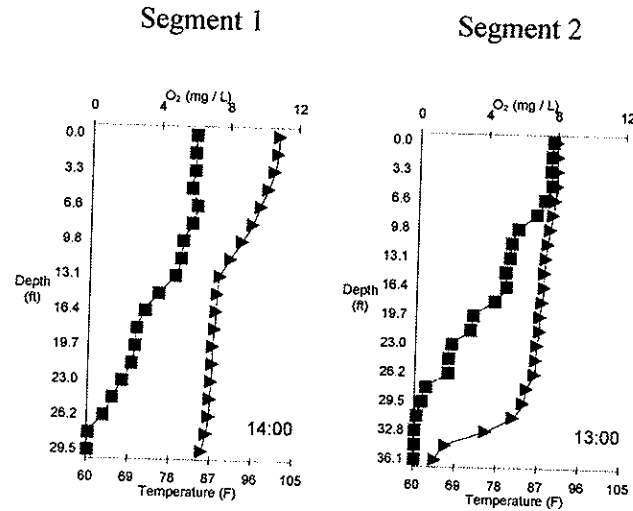 Segment 1
Segment 2
O₂ (mg / L)
0 4 8 12
0.0
3.3
6.6
9.8
13.1
16.4
19.7
23.0
26.2
29.5
Depth
(ft)
14:00
60 69 78 87 96 105
Temperature (F)
O₂ (mg / L)
0 4 8 12
0.0
3.3
6.6
9.8
13.1
16.4
19.7
23.0
26.2
29.5
32.8
36.1
Depth
(ft)
13:00
60 69 78 87 96 105
Temperature (F)